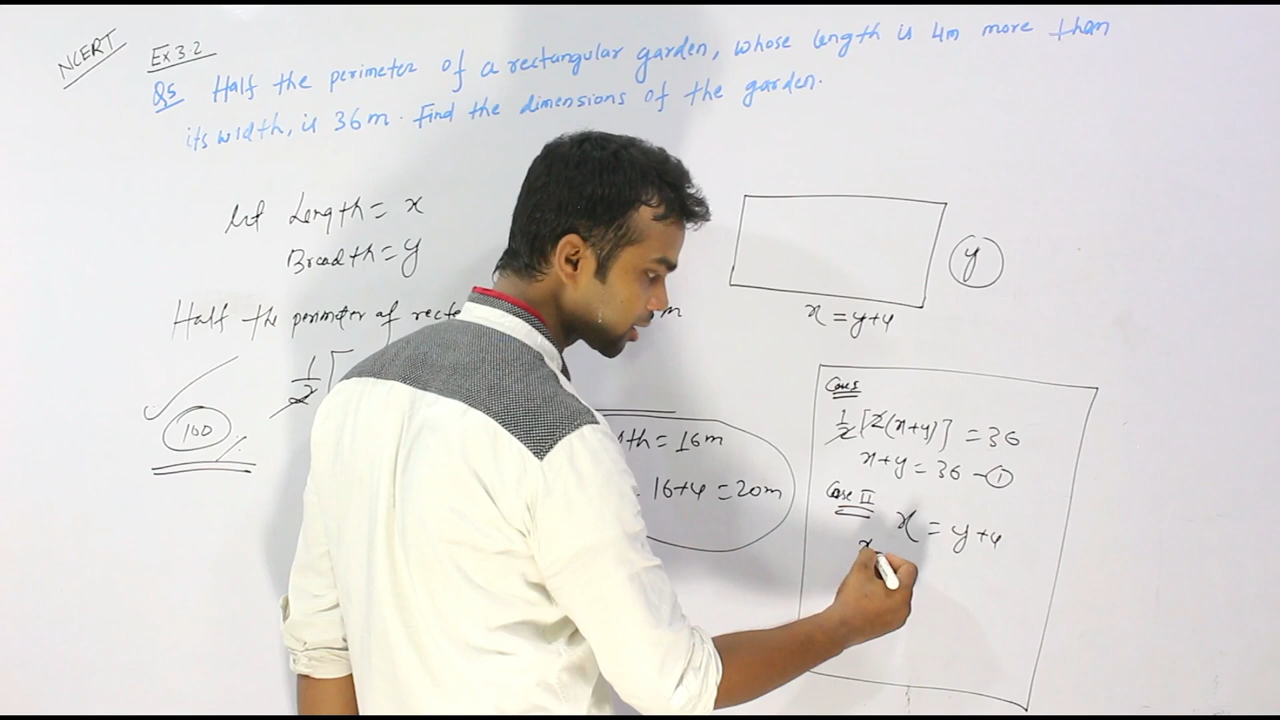 NCERT
Ex 3.2
Q5 Half the perimeter of a rectangular garden, whose length is 4m more than
its width, is 36m. Find the dimensions of the garden.
Let Length = x
Breadth = y
Half the perimeter of recta m
1/2 [
100
th = 16m
16+4 = 20m
y
x = y+4
Case I
1/2 [2(x+y)] = 36
x+y = 36 – ①
Case II
x = y+4
x